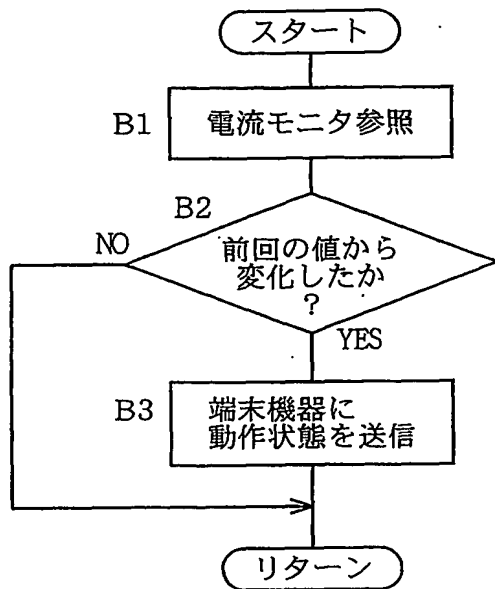 スタート
B1
電流モニタ参照
B2
NO
前回の値から
変化したか
?
YES
B3
端末機器に
動作状態を送信
リターン